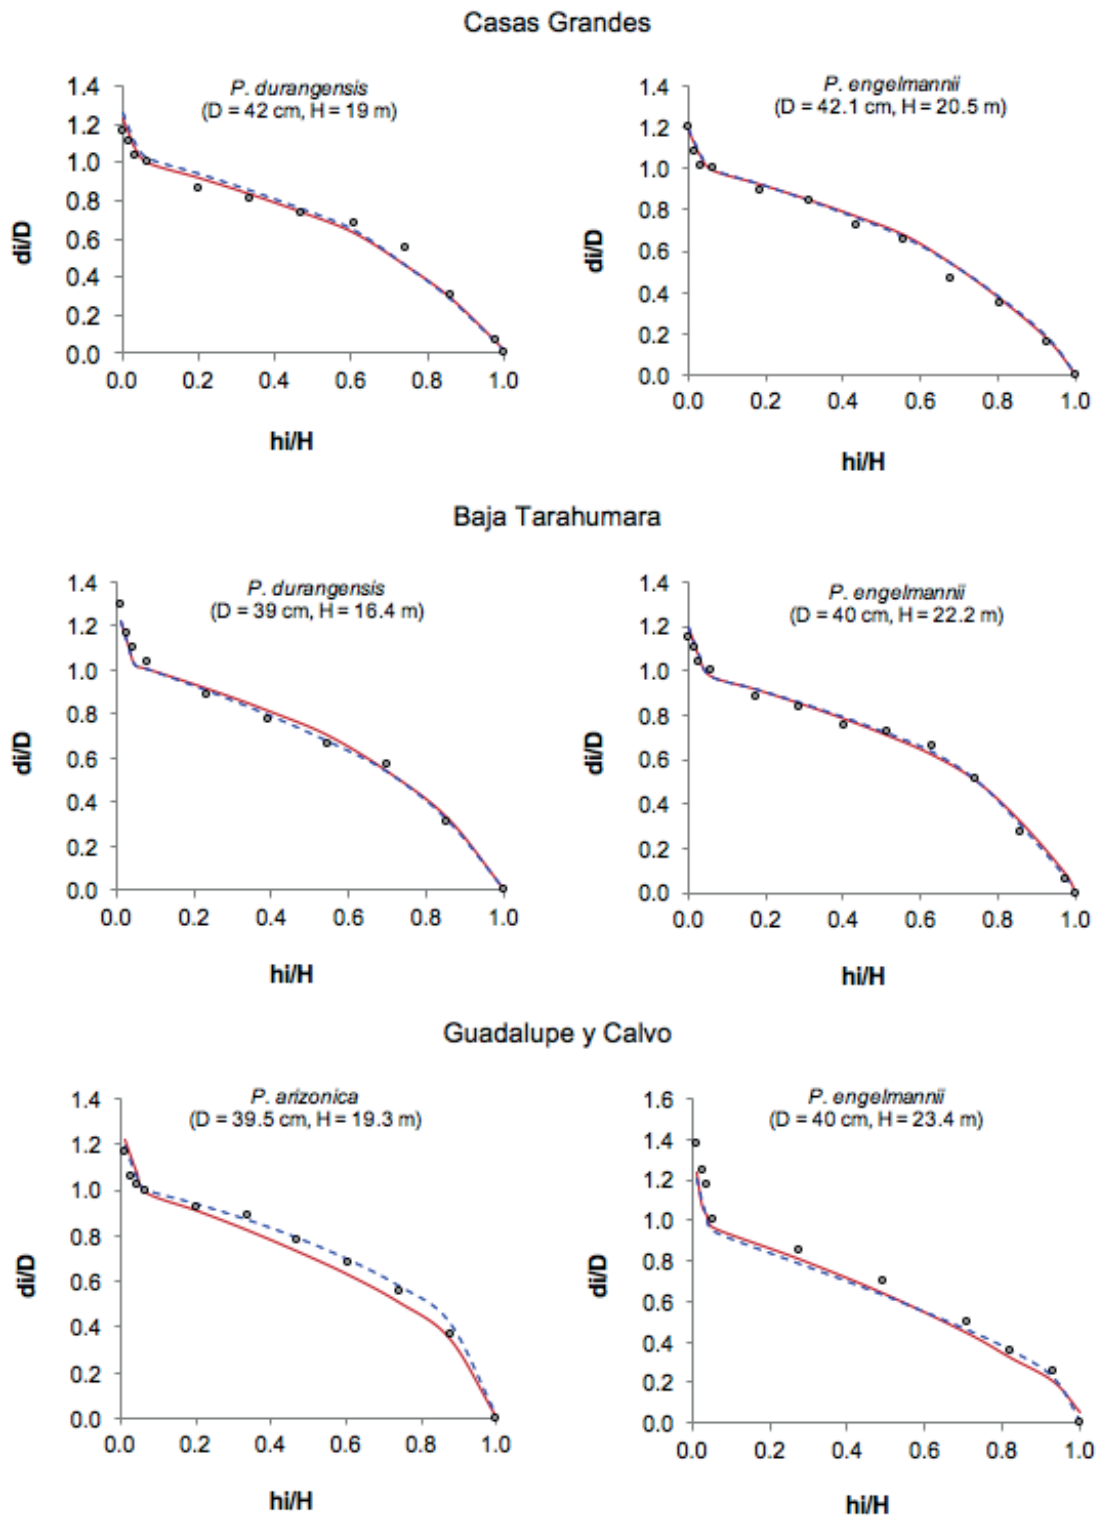 Casas Grandes
P. durangensis
(D = 42 cm, H = 19 m)
1.4
1.2
1.0
0.8
0.6
0.4
0.2
0.0
di/D
0.0 0.2 0.4 0.6 0.8 1.0
hi/H
P. engelmannii
(D = 42.1 cm, H = 20.5 m)
1.4
1.2
1.0
0.8
0.6
0.4
0.2
0.0
di/D
0.0 0.2 0.4 0.6 0.8 1.0
hi/H
Baja Tarahumara
P. durangensis
(D = 39 cm, H = 16.4 m)
1.4
1.2
1.0
0.8
0.6
0.4
0.2
0.0
di/D
0.0 0.2 0.4 0.6 0.8 1.0
hi/H
P. engelmannii
(D = 40 cm, H = 22.2 m)
1.4
1.2
1.0
0.8
0.6
0.4
0.2
0.0
di/D
0.0 0.2 0.4 0.6 0.8 1.0
hi/H
Guadalupe y Calvo
P. arizonica
(D = 39.5 cm, H = 19.3 m)
1.4
1.2
1.0
0.8
0.6
0.4
0.2
0.0
di/D
0.0 0.2 0.4 0.6 0.8 1.0
hi/H
P. engelmannii
(D = 40 cm, H = 23.4 m)
1.6
1.4
1.2
1.0
0.8
0.6
0.4
0.2
0.0
di/D
0.0 0.2 0.4 0.6 0.8 1.0
hi/H